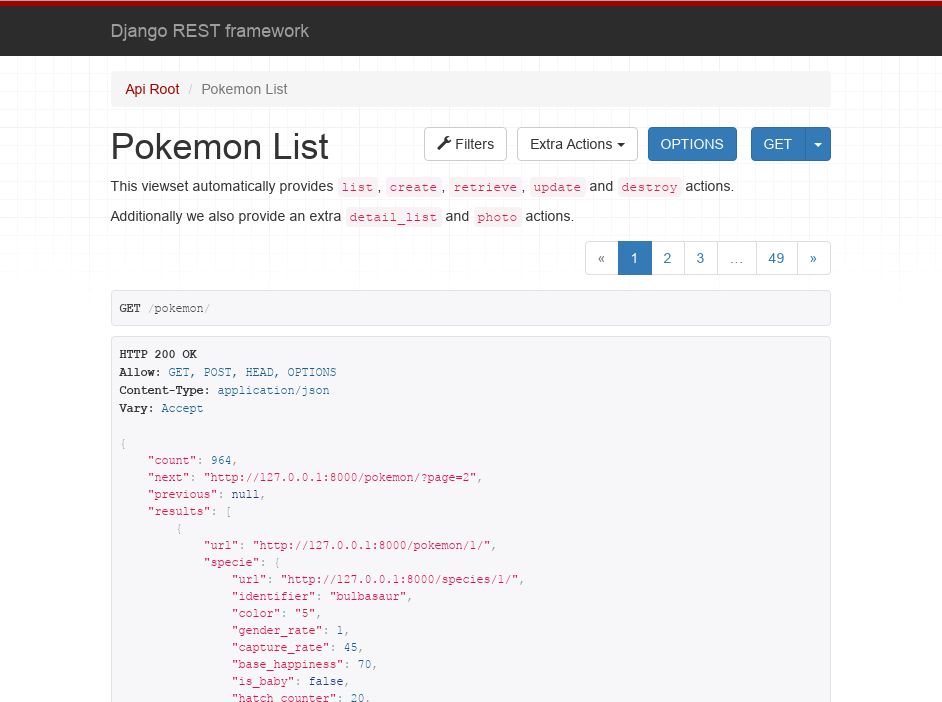 Django REST framework
Api Root / Pokemon List
Pokemon List Filters Extra Actions OPTIONS GET
This viewset automatically provides list, create, retrieve, update and destroy actions.
Additionally we also provide an extra detail_list and photo actions.
« 1 2 3 … 49 »
GET /pokemon/
HTTP 200 OK
Allow: GET, POST, HEAD, OPTIONS
Content-Type: application/json
Vary: Accept
{
"count": 964,
"next": "http://127.0.0.1:8000/pokemon/?page=2",
"previous": null,
"results": [
{
"url": "http://127.0.0.1:8000/pokemon/1/",
"specie": {
"url": "http://127.0.0.1:8000/species/1/",
"identifier": "bulbasaur",
"color": "5",
"gender_rate": 1,
"capture_rate": 45,
"base_happiness": 70,
"is_baby": false,
"hatch_counter": 20,